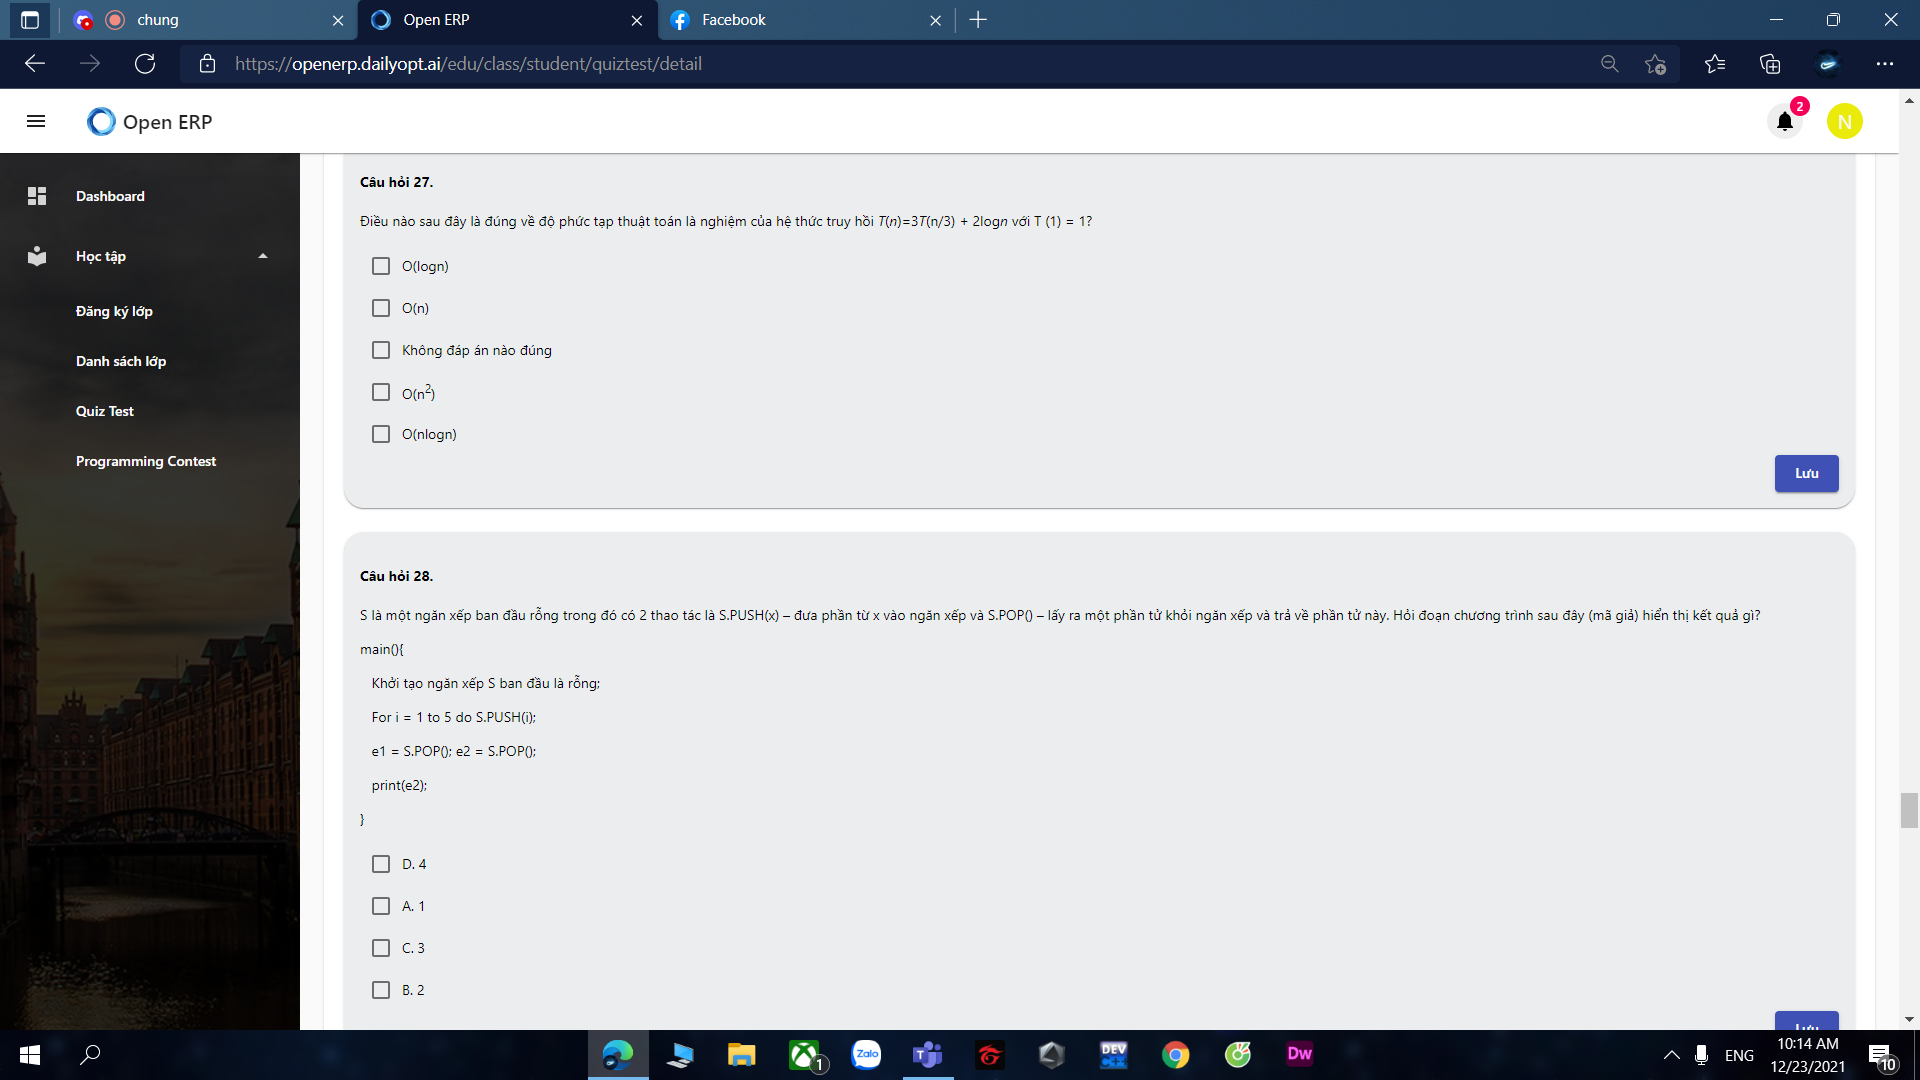 chung
Open ERP
Facebook
https://openerp.dailyopt.ai/edu/class/student/quiztest/detail
Open ERP
2
N
Dashboard
Học tập
Đăng ký lớp
Danh sách lớp
Quiz Test
Programming Contest
Câu hỏi 27.
Điều nào sau đây là đúng về độ phức tạp thuật toán là nghiệm của hệ thức truy hồi T(n)=3T(n/3) + 2logn với T (1) = 1?
O(logn)
O(n)
Không đáp án nào đúng
O(n²)
O(nlogn)
Lưu
Câu hỏi 28.
S là một ngăn xếp ban đầu rỗng trong đó có 2 thao tác là S.PUSH(x) – đưa phần từ x vào ngăn xếp và S.POP() – lấy ra một phần tử khỏi ngăn xếp và trả về phần tử này. Hỏi đoạn chương trình sau đây (mã giả) hiển thị kết quả gì?
main(){
Khởi tạo ngăn xếp S ban đầu là rỗng;
For i = 1 to 5 do S.PUSH(i);
e1 = S.POP(); e2 = S.POP();
print(e2);
}
D. 4
A. 1
C. 3
B. 2
Lưu
1
Zalo
T
DEV C++
Dw
ENG
10:14 AM
12/23/2021
10